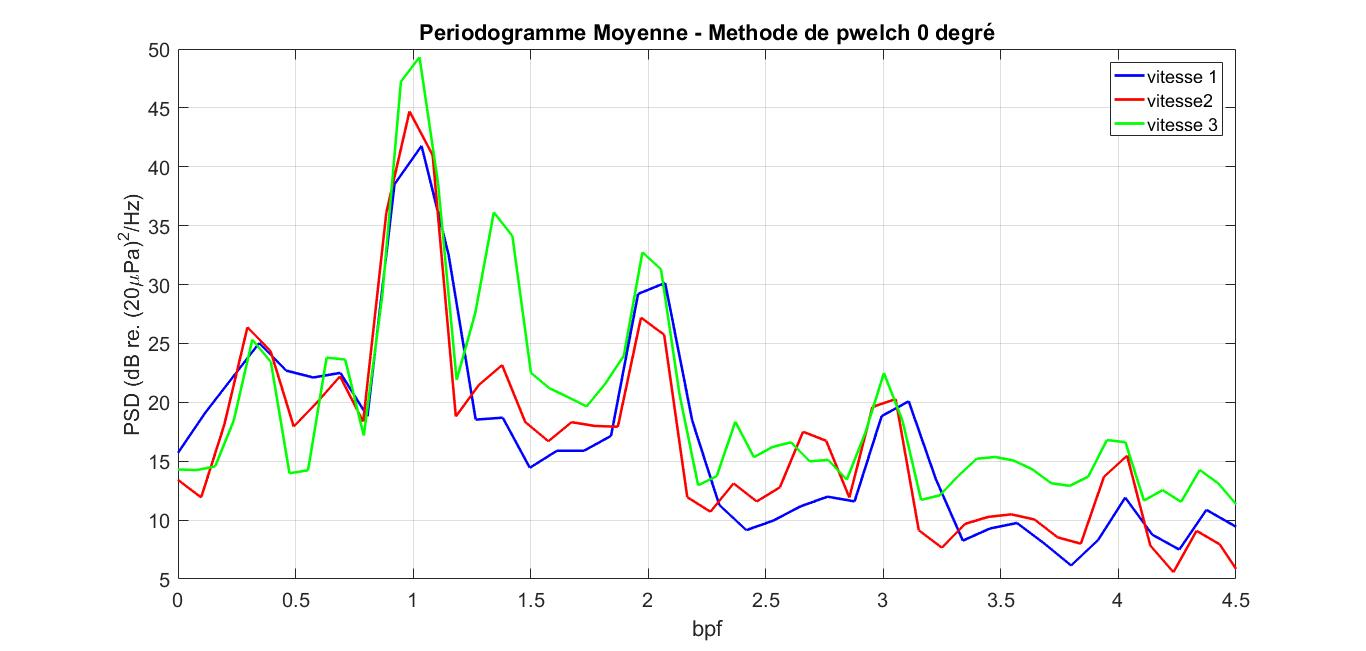 Periodogramme Moyenne - Methode de pwelch 0 degré
vitesse 1
vitesse2
vitesse 3
PSD (dB re. (20μPa)²/Hz)
50
45
40
35
30
25
20
15
10
5
0 0.5 1 1.5 2 2.5 3 3.5 4 4.5
bpf